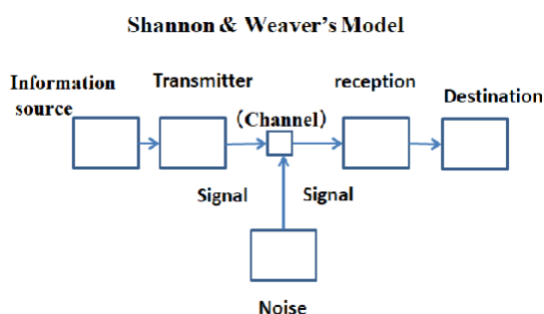 Shannon & Weaver's Model
Information
source
Transmitter
(Channel)
reception
Destination
Signal
Signal
Noise